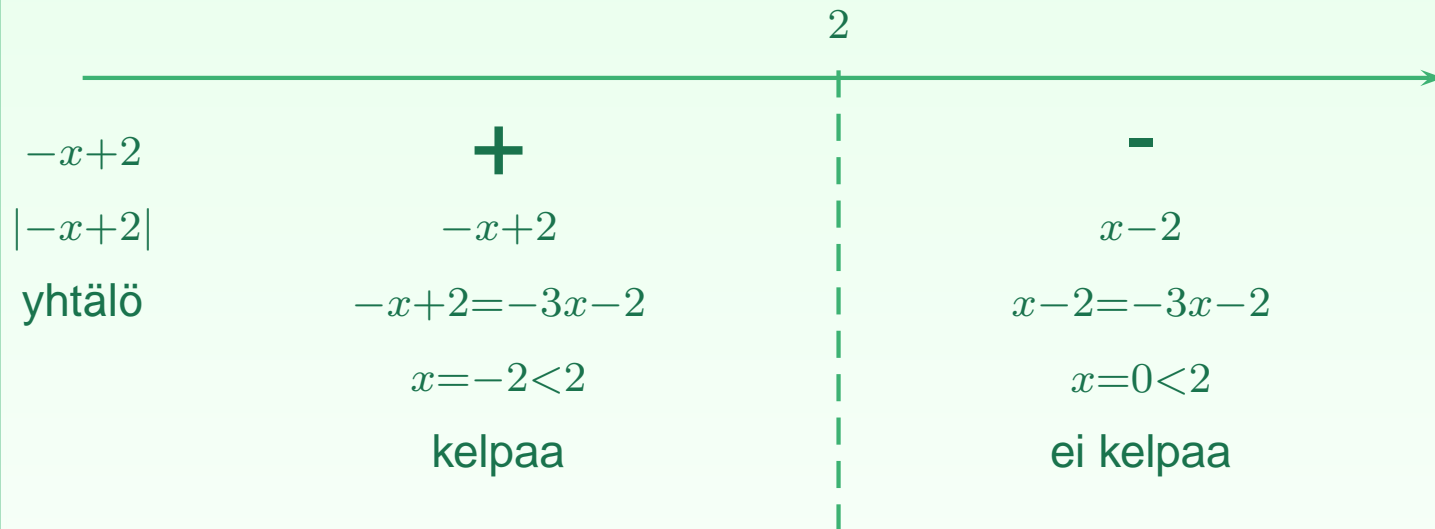 2
−x+2 + -
|−x+2| −x+2 x−2
yhtälö −x+2=−3x−2 x−2=−3x−2
x=−2<2 x=0<2
kelpaa ei kelpaa